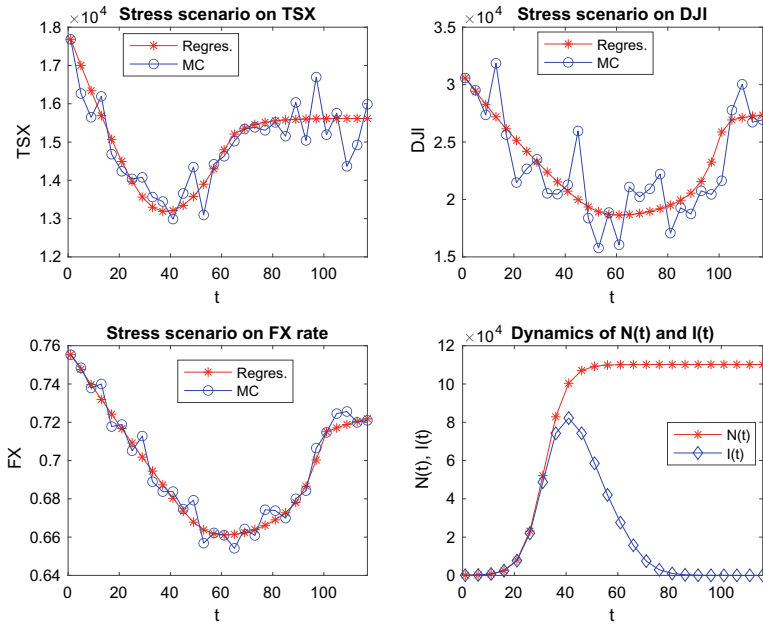 Stress scenario on TSX
×10⁴
1.8
1.7
1.6
1.5
1.4
1.3
1.2
TSX
Regres.
MC
0 20 40 60 80 100
t
Stress scenario on DJI
×10⁴
3.5
3
2.5
2
1.5
DJI
Regres.
MC
0 20 40 60 80 100
t
Stress scenario on FX rate
0.76
0.74
0.72
0.7
0.68
0.66
0.64
FX
Regres.
MC
0 20 40 60 80 100
t
Dynamics of N(t) and I(t)
×10⁴
12
10
8
6
4
2
0
N(t), I(t)
N(t)
I(t)
0 20 40 60 80 100
t